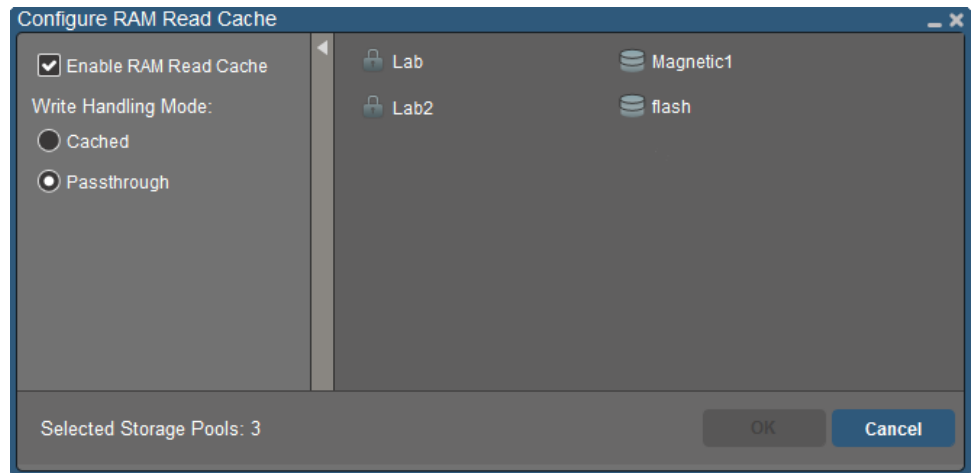 Configure RAM Read Cache
Enable RAM Read Cache
Write Handling Mode:
Cached
Passthrough
Lab
Magnetic1
Lab2
flash
Selected Storage Pools: 3
OK
Cancel